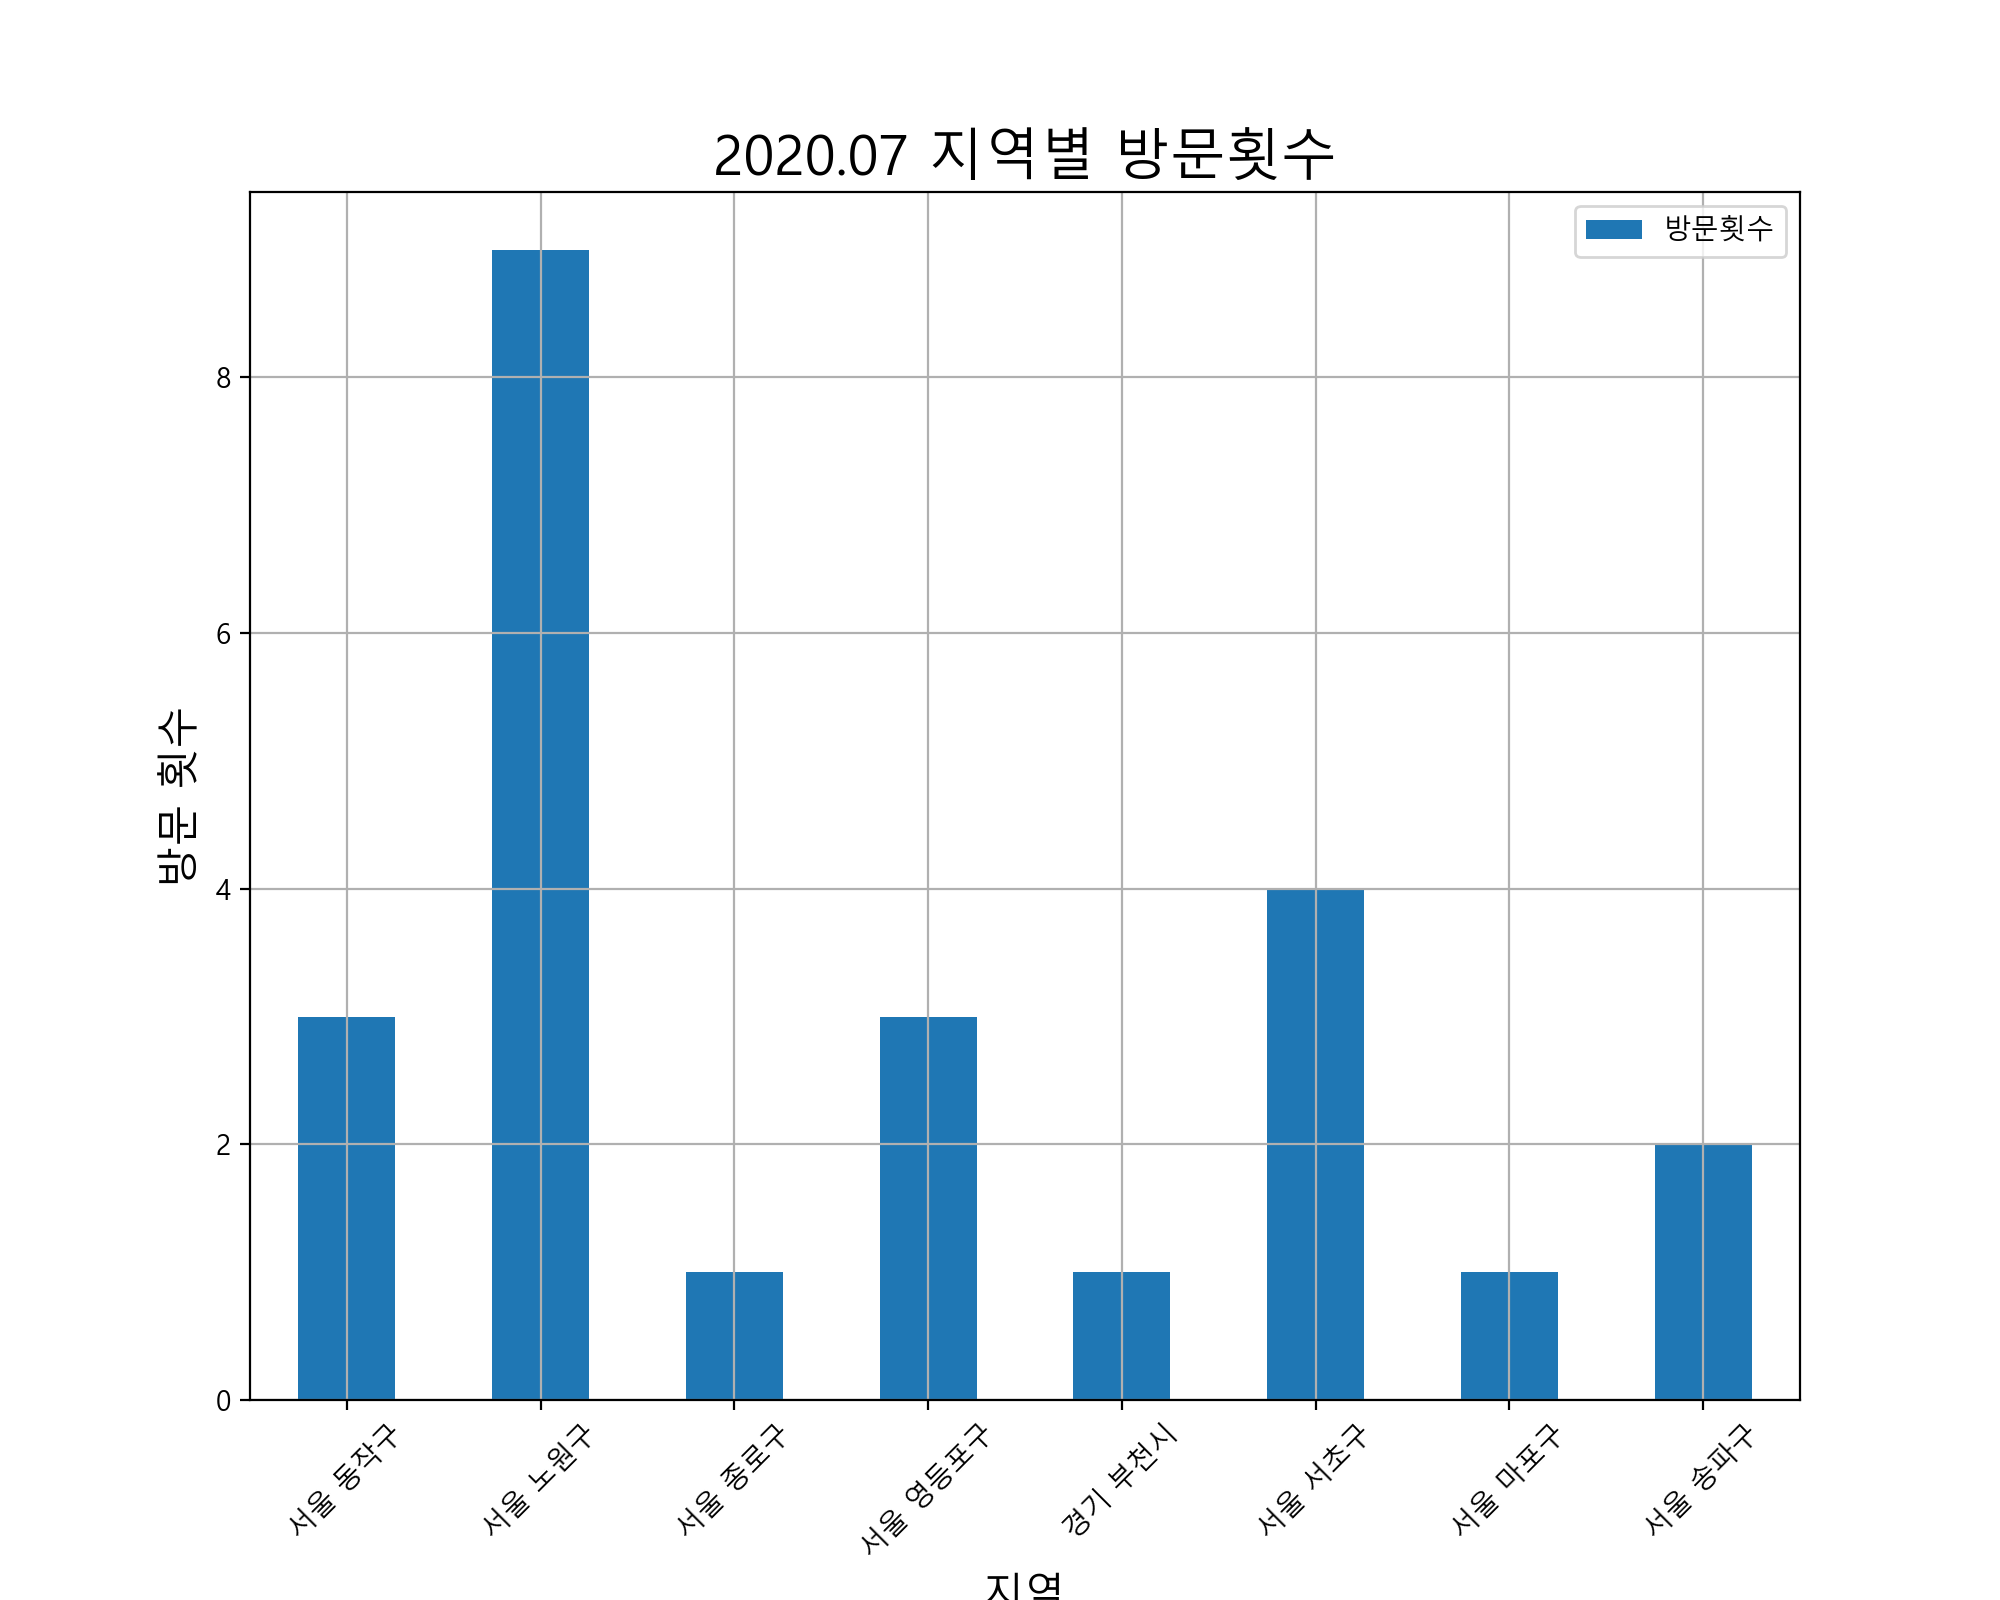 2020.07 지역별 방문횟수
방문횟수
8
6
4
2
0
방문 횟수
서울 동작구
서울 노원구
서울 종로구
서울 영등포구
경기 부천시
서울 서초구
서울 마포구
서울 송파구
지역